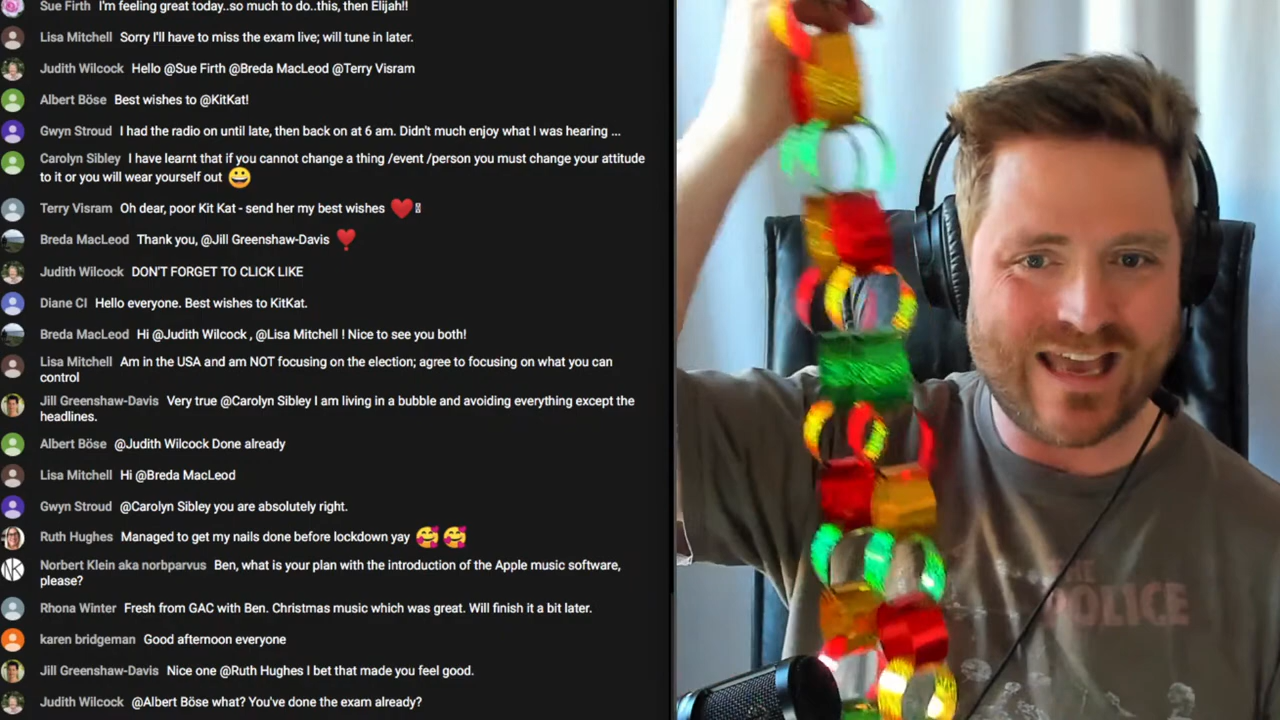 Sue Firth I'm feeling great today..so much to do..this, then Elijah!!
Lisa Mitchell Sorry I'll have to miss the exam live; will tune in later.
Judith Wilcock Hello @Sue Firth @Breda MacLeod @Terry Visram
Albert Böse Best wishes to @KitKat!
Gwyn Stroud I had the radio on until late, then back on at 6 am. Didn't much enjoy what I was hearing ...
Carolyn Sibley I have learnt that if you cannot change a thing /event /person you must change your attitude
to it or you will wear yourself out 😀
Terry Visram Oh dear, poor Kit Kat - send her my best wishes ❤
Breda MacLeod Thank you, @Jill Greenshaw-Davis ❣
Judith Wilcock DON'T FORGET TO CLICK LIKE
Diane Cl Hello everyone. Best wishes to KitKat.
Breda MacLeod Hi @Judith Wilcock , @Lisa Mitchell ! Nice to see you both!
Lisa Mitchell Am in the USA and am NOT focusing on the election; agree to focusing on what you can
control
Jill Greenshaw-Davis Very true @Carolyn Sibley I am living in a bubble and avoiding everything except the
headlines.
Albert Böse @Judith Wilcock Done already
Lisa Mitchell Hi @Breda MacLeod
Gwyn Stroud @Carolyn Sibley you are absolutely right.
Ruth Hughes Managed to get my nails done before lockdown yay 🥰🥰
NK Norbert Klein aka norbparvus Ben, what is your plan with the introduction of the Apple music software,
please?
Rhona Winter Fresh from GAC with Ben. Christmas music which was great. Will finish it a bit later.
karen bridgeman Good afternoon everyone
Jill Greenshaw-Davis Nice one @Ruth Hughes I bet that made you feel good.
Judith Wilcock @Albert Böse what? You've done the exam already?
THE
POLICE